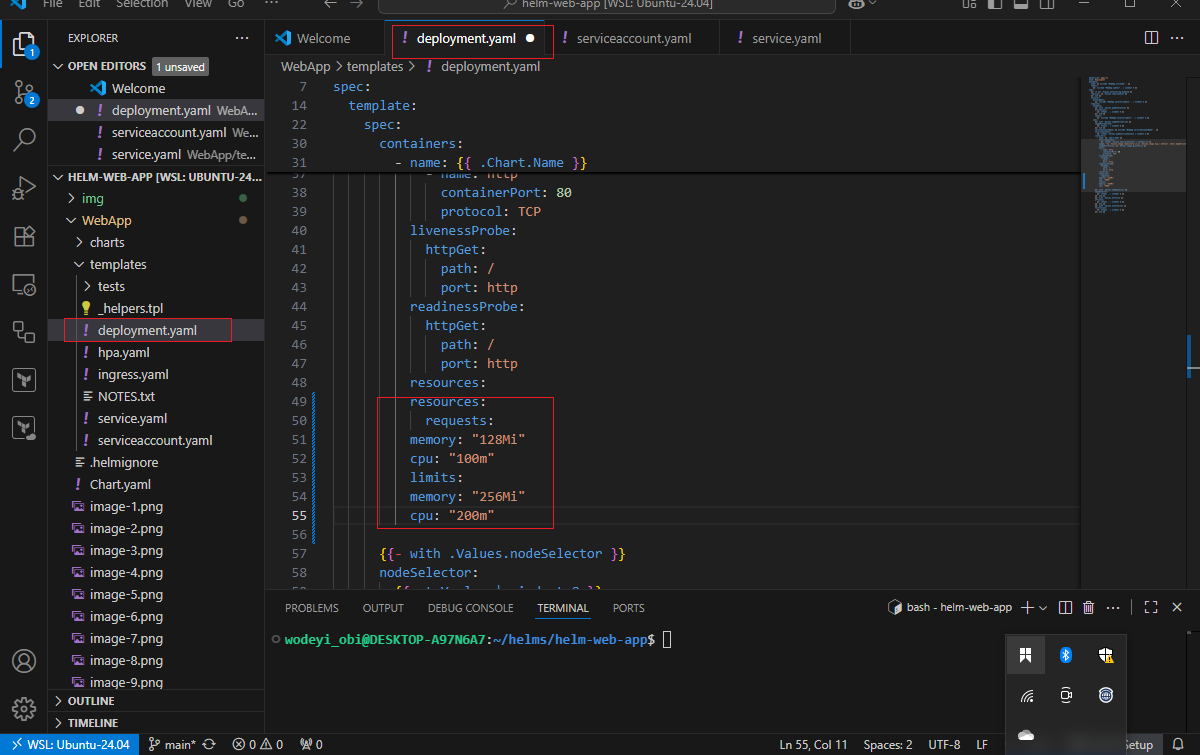 File Edit Selection View Go ··· helm-web-app [WSL: Ubuntu-24.04]
EXPLORER ···
OPEN EDITORS 1 unsaved
Welcome
deployment.yaml WebA...
serviceaccount.yaml We...
service.yaml WebApp/te...
HELM-WEB-APP [WSL: UBUNTU-24...
img
WebApp
charts
templates
tests
_helpers.tpl
deployment.yaml
hpa.yaml
ingress.yaml
NOTES.txt
service.yaml
serviceaccount.yaml
.helmignore
Chart.yaml
image-1.png
image-2.png
image-3.png
image-4.png
image-5.png
image-6.png
image-7.png
image-8.png
image-9.png
OUTLINE
TIMELINE
1
2
Welcome ! deployment.yaml ● ! serviceaccount.yaml ! service.yaml
WebApp > templates > ! deployment.yaml
7 spec:
14 template:
22 spec:
30 containers:
31 - name: {{ .Chart.Name }}
37 - name: http
38 containerPort: 80
39 protocol: TCP
40 livenessProbe:
41 httpGet:
42 path: /
43 port: http
44 readinessProbe:
45 httpGet:
46 path: /
47 port: http
48 resources:
49 resources:
50 requests:
51 memory: "128Mi"
52 cpu: "100m"
53 limits:
54 memory: "256Mi"
55 cpu: "200m"
56
57 {{- with .Values.nodeSelector }}
58 nodeSelector:
PROBLEMS OUTPUT DEBUG CONSOLE TERMINAL PORTS
bash - helm-web-app
wodeyi_obi@DESKTOP-A97N6A7:~/helms/helm-web-app$
WSL: Ubuntu-24.04 main* 0 0 0 Ln 55, Col 11 Spaces: 2 UTF-8 LF Setup